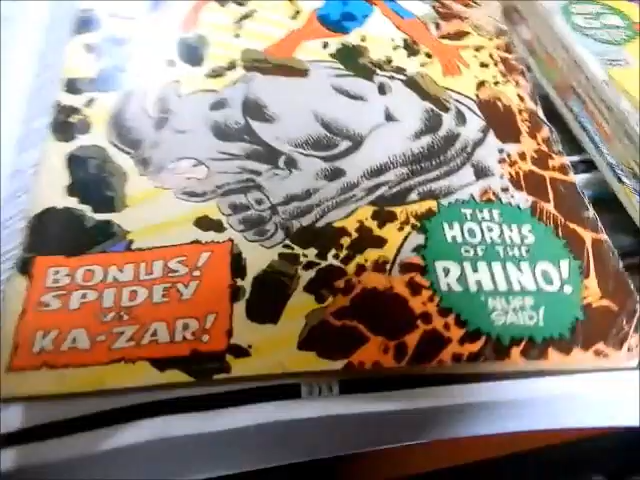 THE
HORNS
OF THE
RHINO!
'NUFF
SAID!
BONUS!
SPIDEY
VS
KA-ZAR!